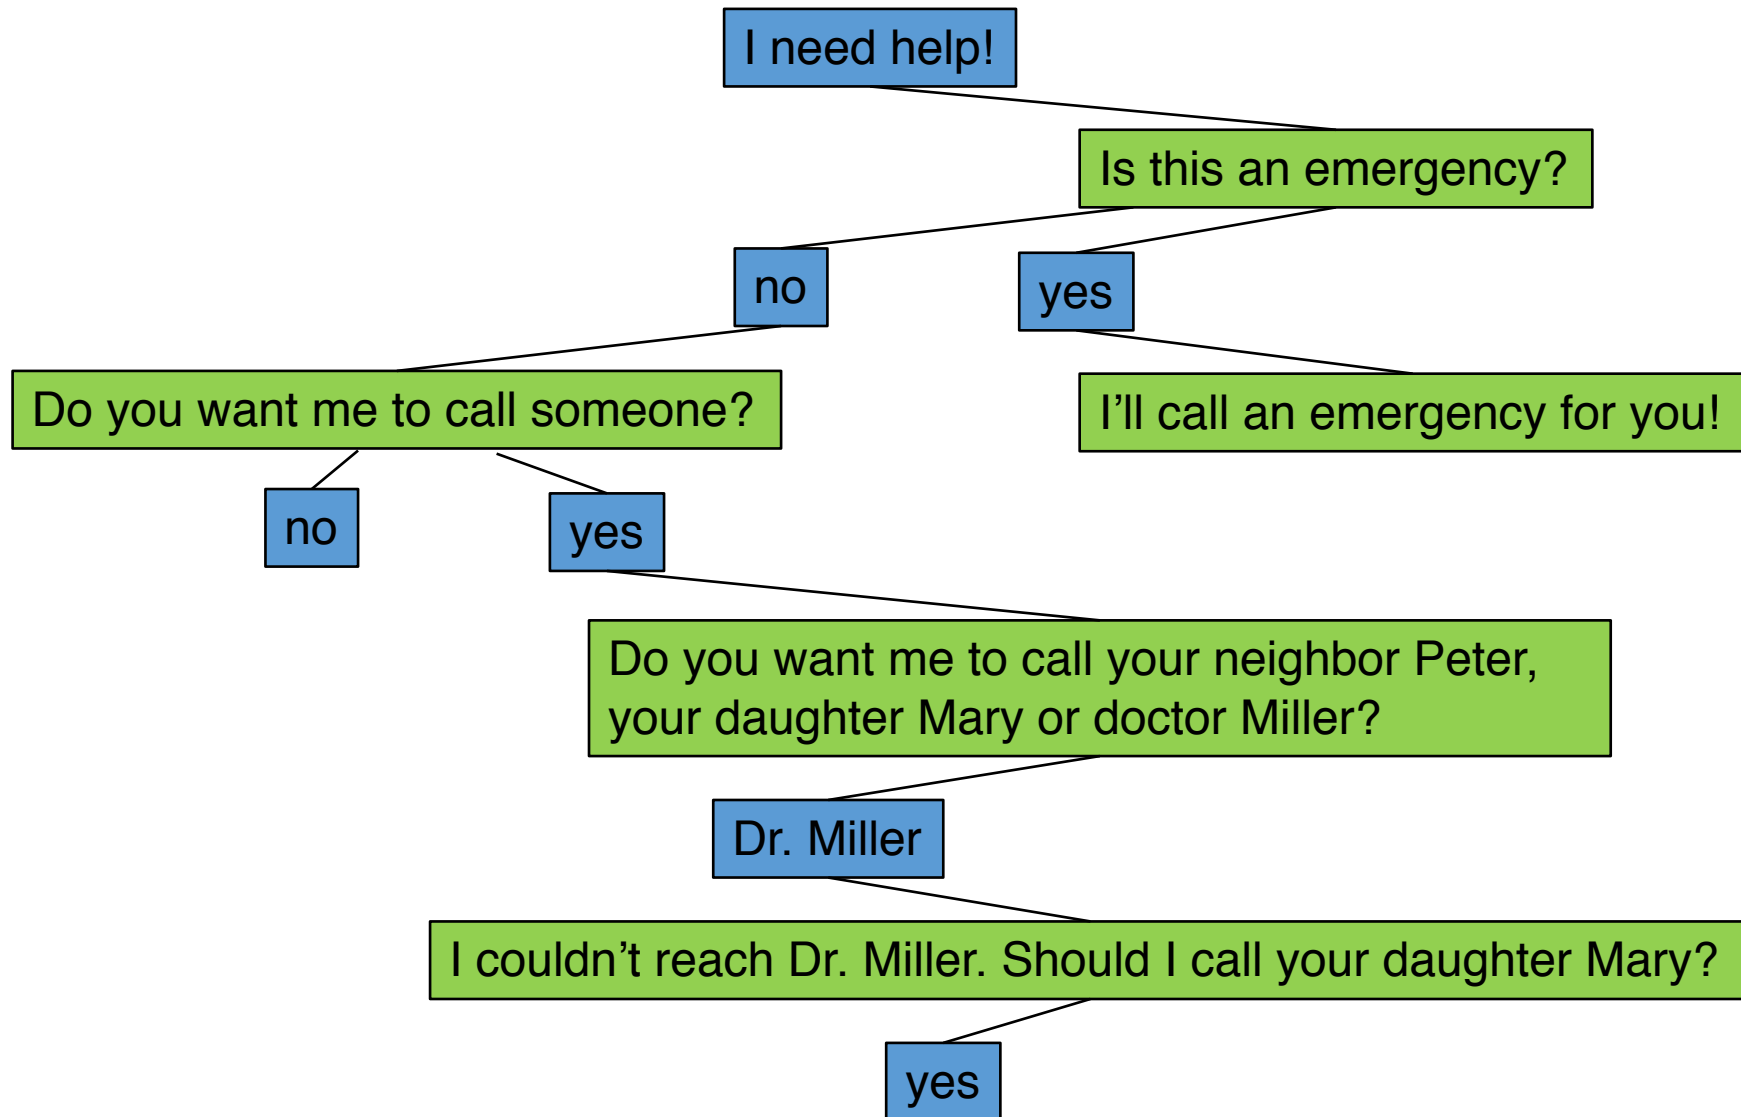 I need help!
Is this an emergency?
no
yes
Do you want me to call someone?
I'll call an emergency for you!
no
yes
Do you want me to call your neighbor Peter,
your daughter Mary or doctor Miller?
Dr. Miller
I couldn't reach Dr. Miller. Should I call your daughter Mary?
yes